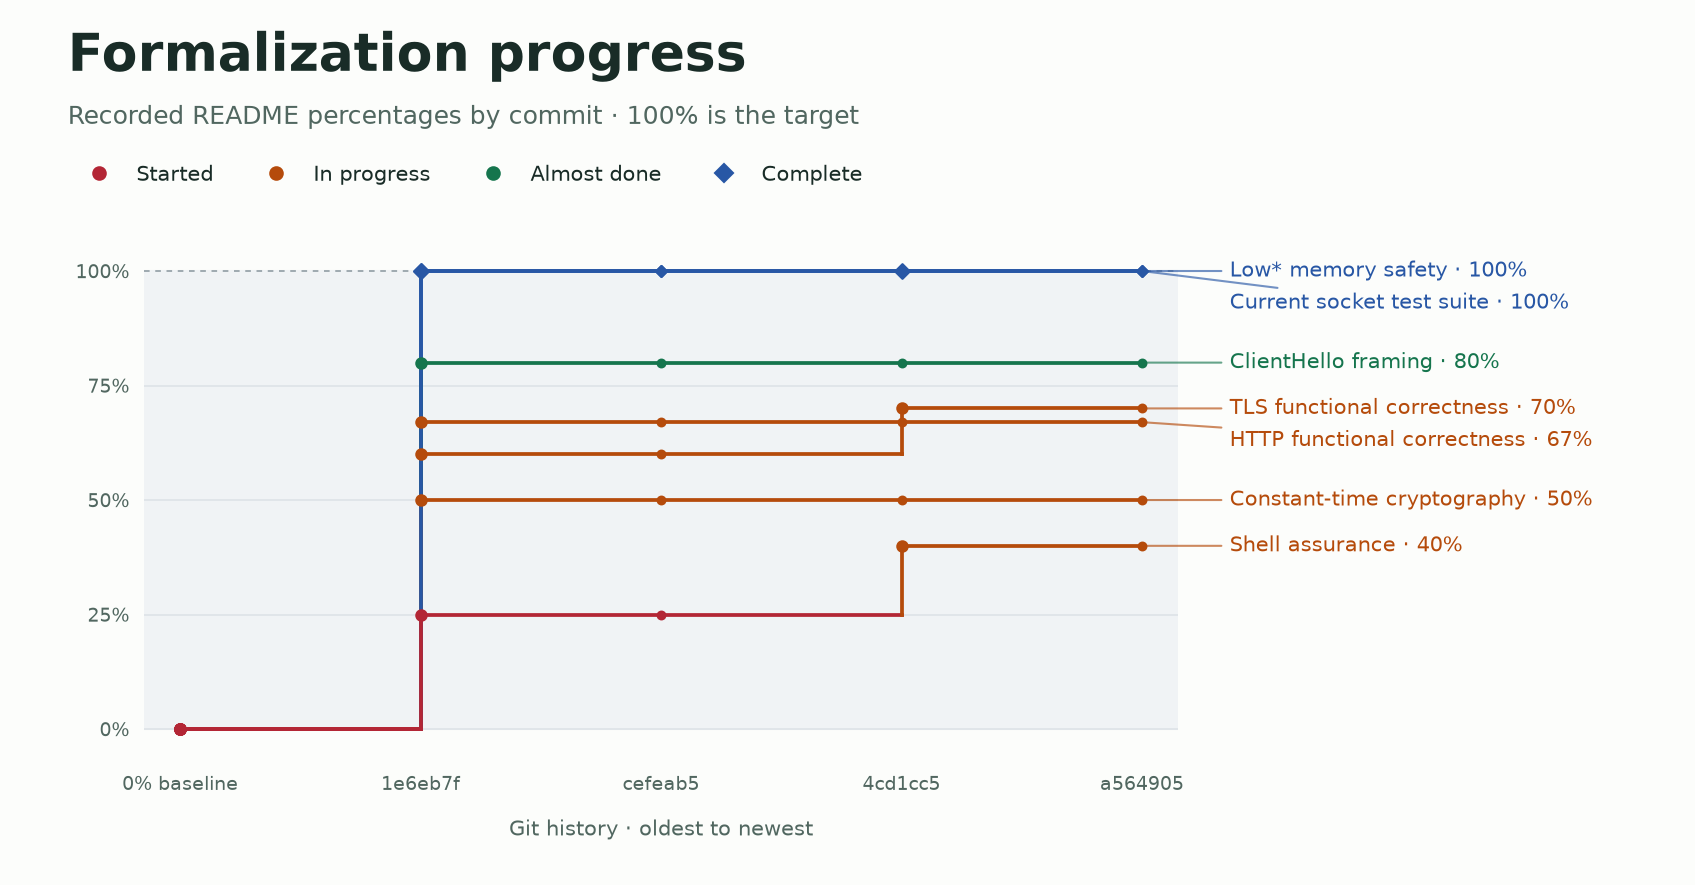 Formalization progress
Recorded README percentages by commit · 100% is the target
Started In progress Almost done Complete
100%
Low* memory safety · 100%
Current socket test suite · 100%
ClientHello framing · 80%
75%
TLS functional correctness · 70%
HTTP functional correctness · 67%
50%
Constant-time cryptography · 50%
Shell assurance · 40%
25%
0%
0% baseline 1e6eb7f cefeab5 4cd1cc5 a564905
Git history · oldest to newest